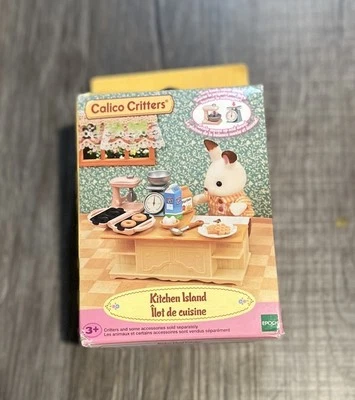 Calico Critters®
Kitchen Island
Îlot de cuisine
3+
Critters and some accessories sold separately.
Les animaux et certains accessoires sont vendus séparément.
EPOCH